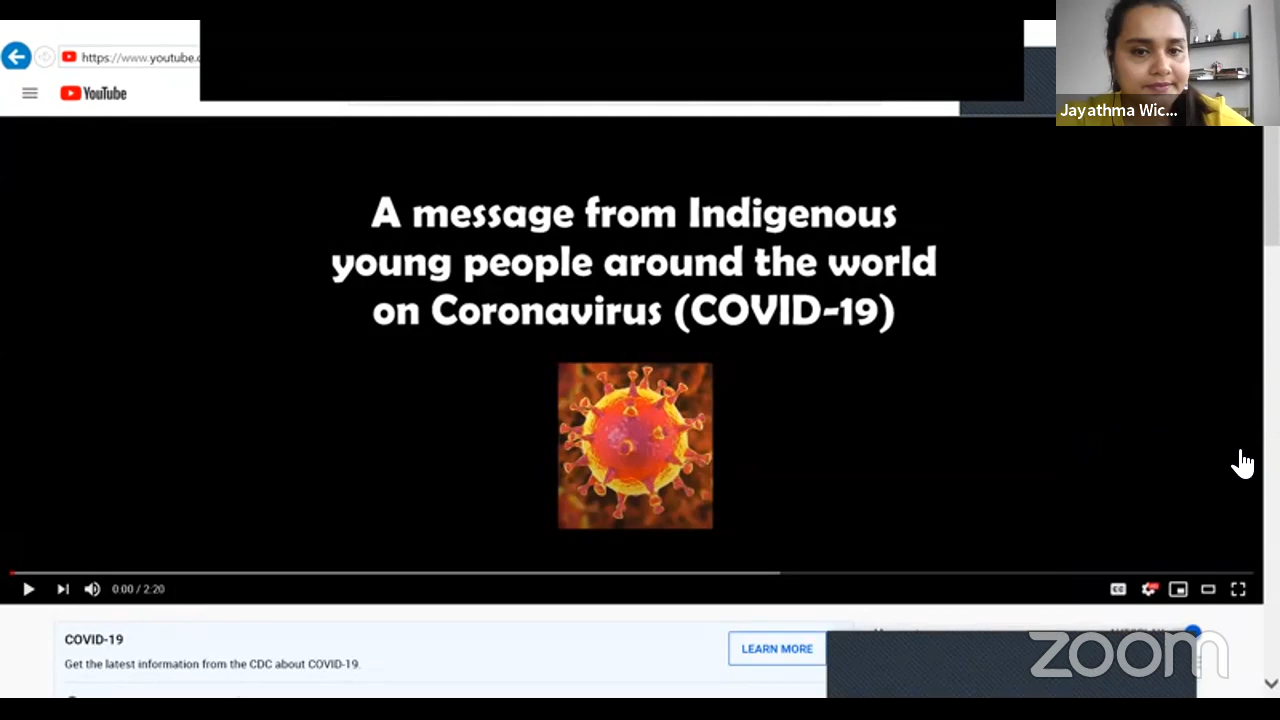 https://www.youtube.c
YouTube
Jayathma Wic...
A message from Indigenous
young people around the world
on Coronavirus (COVID-19)
0:00 / 2:20
CC
COVID-19
Get the latest information from the CDC about COVID-19.
LEARN MORE
zoom